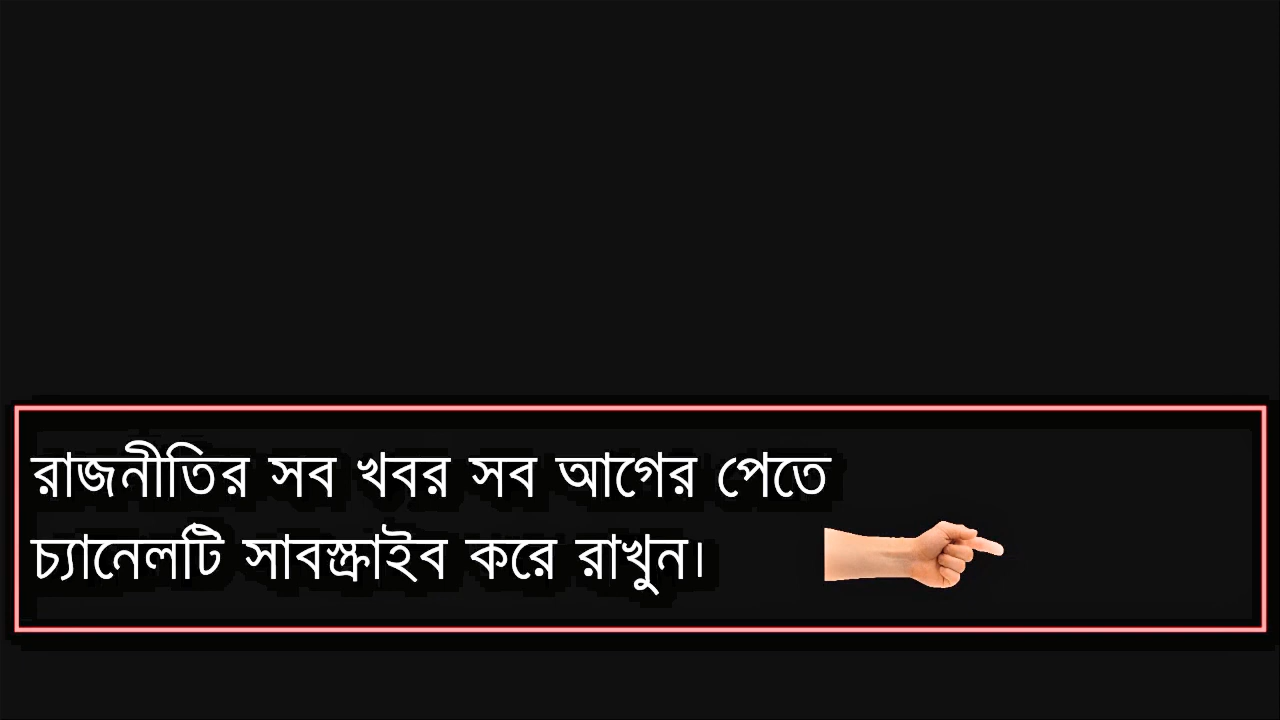 রাজনীতির সব খবর সব আগের পেতে
চ্যানেলটি সাবস্ক্রাইব করে রাখুন।